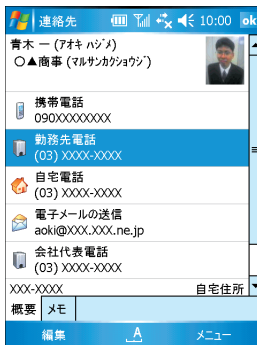 連絡先 10:00 ok
青木 一 (アオキ ハジメ)
○▲商事 (マルサンカクショウジ)
携帯電話
090XXXXXXXX
勤務先電話
(03) XXXX-XXXX
自宅電話
(03) XXXX-XXXX
電子メールの送信
aoki@XXX.XXX.ne.jp
会社代表電話
(03) XXXX-XXXX
XXX-XXXX 自宅住所
概要 メモ
編集 A メニュー